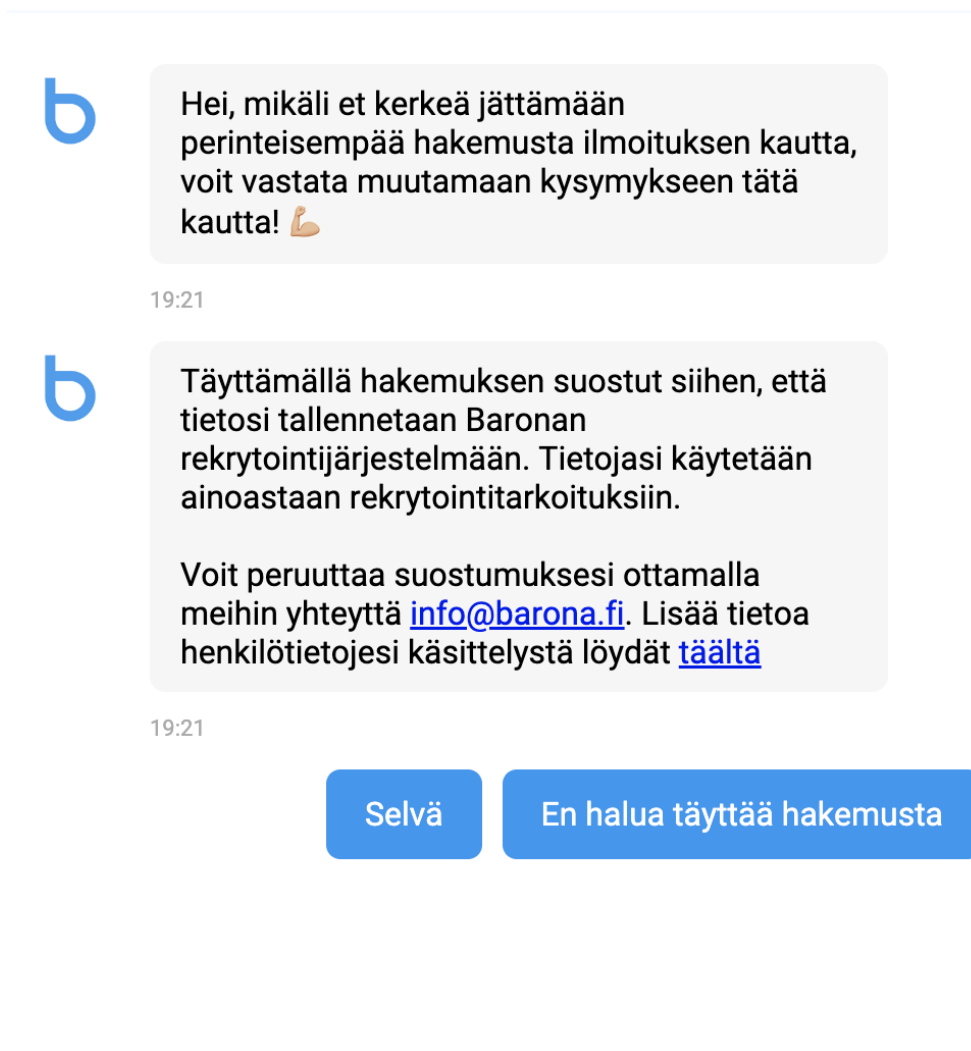 Hei, mikäli et kerkeä jättämään
perinteisempää hakemusta ilmoituksen kautta,
voit vastata muutamaan kysymykseen tätä
kautta! 💪🏼
19:21
Täyttämällä hakemuksen suostut siihen, että
tietosi tallennetaan Baronan
rekrytointijärjestelmään. Tietojasi käytetään
ainoastaan rekrytointitarkoituksiin.
Voit peruuttaa suostumuksesi ottamalla
meihin yhteyttä info@barona.fi. Lisää tietoa
henkilötietojesi käsittelystä löydät täältä
19:21
Selvä
En halua täyttää hakemusta